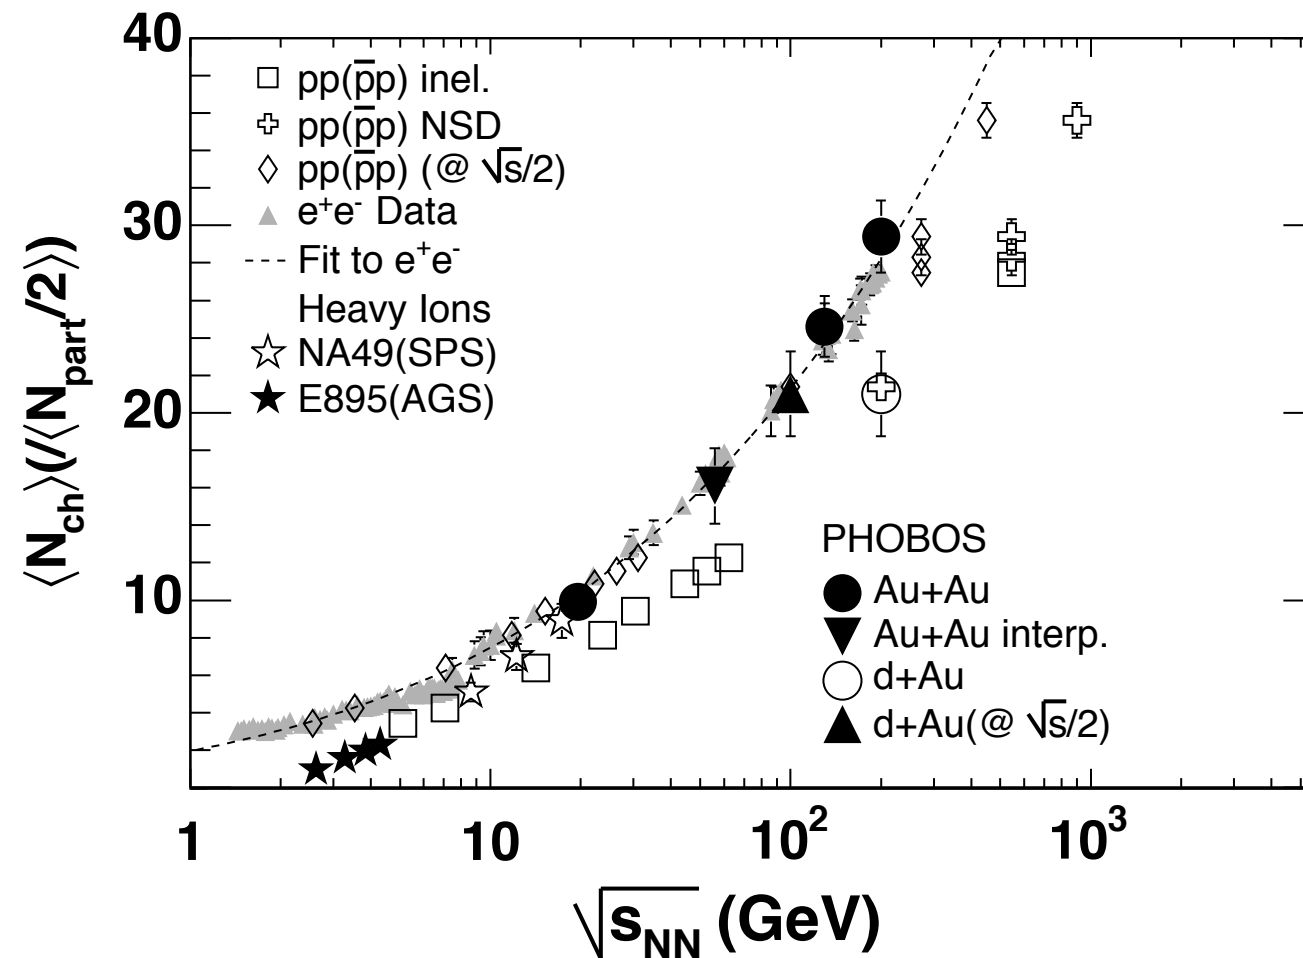 40
30
20
10
⟨N_ch⟩(/⟨N_part/2⟩)
pp(p̅p) inel.
pp(p̅p) NSD
pp(p̅p) (@ √s/2)
e⁺e⁻ Data
Fit to e⁺e⁻
Heavy Ions
NA49(SPS)
E895(AGS)
PHOBOS
Au+Au
Au+Au interp.
d+Au
d+Au(@ √s/2)
1 10 10² 10³
√s_NN (GeV)